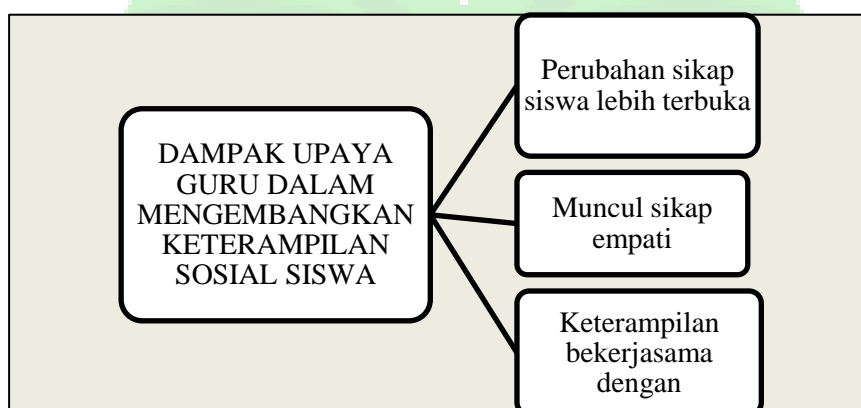 DAMPAK UPAYA
GURU DALAM
MENGEMBANGKAN
KETERAMPILAN
SOSIAL SISWA
Perubahan sikap
siswa lebih terbuka
Muncul sikap
empati
Keterampilan
bekerjasama
dengan